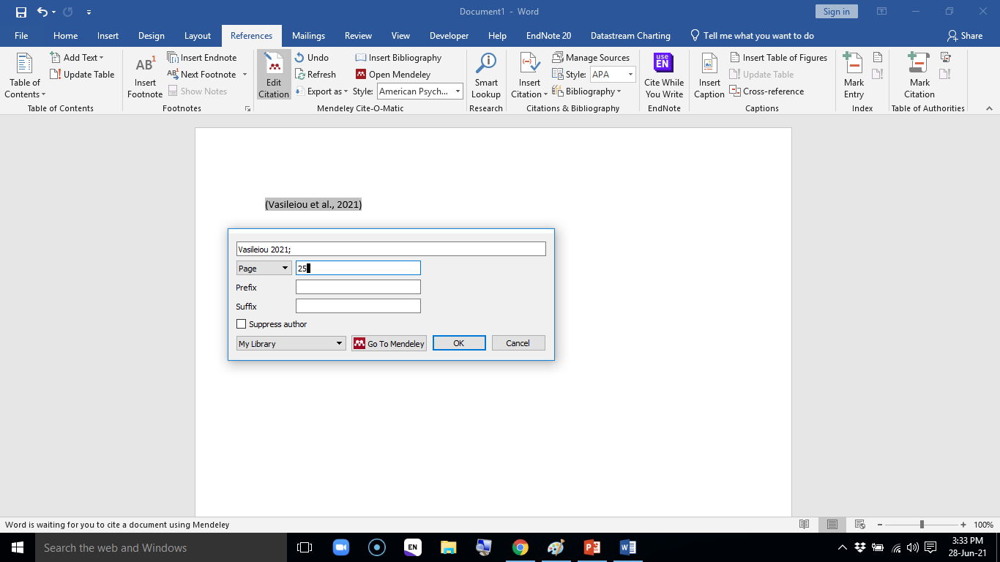 Document1 - Word
Sign in
File Home Insert Design Layout References Mailings Review View Developer Help EndNote 20 Datastream Charting Tell me what you want to do Share
Table of Contents
Add Text
Update Table
Table of Contents
AB1
Insert Footnote
Insert Endnote
AB1 Next Footnote
Show Notes
Footnotes
Edit Citation
Undo
Refresh
Export as
Insert Bibliography
Open Mendeley
Style: American Psych...
Mendeley Cite-O-Matic
Smart Lookup
Research
Insert Citation
Manage Sources
Style: APA
Bibliography
Citations & Bibliography
use EN
Cite While You Write
EndNote
Insert Caption
Insert Table of Figures
Update Table
Cross-reference
Captions
Mark Entry
Index
Mark Citation
Table of Authorities
(Vasileiou et al., 2021)
Vasileiou 2021;
Page 25
Prefix
Suffix
Suppress author
My Library Go To Mendeley OK Cancel
Word is waiting for you to cite a document using Mendeley
100%
Search the web and Windows
EN
3:33 PM
28-Jun-21